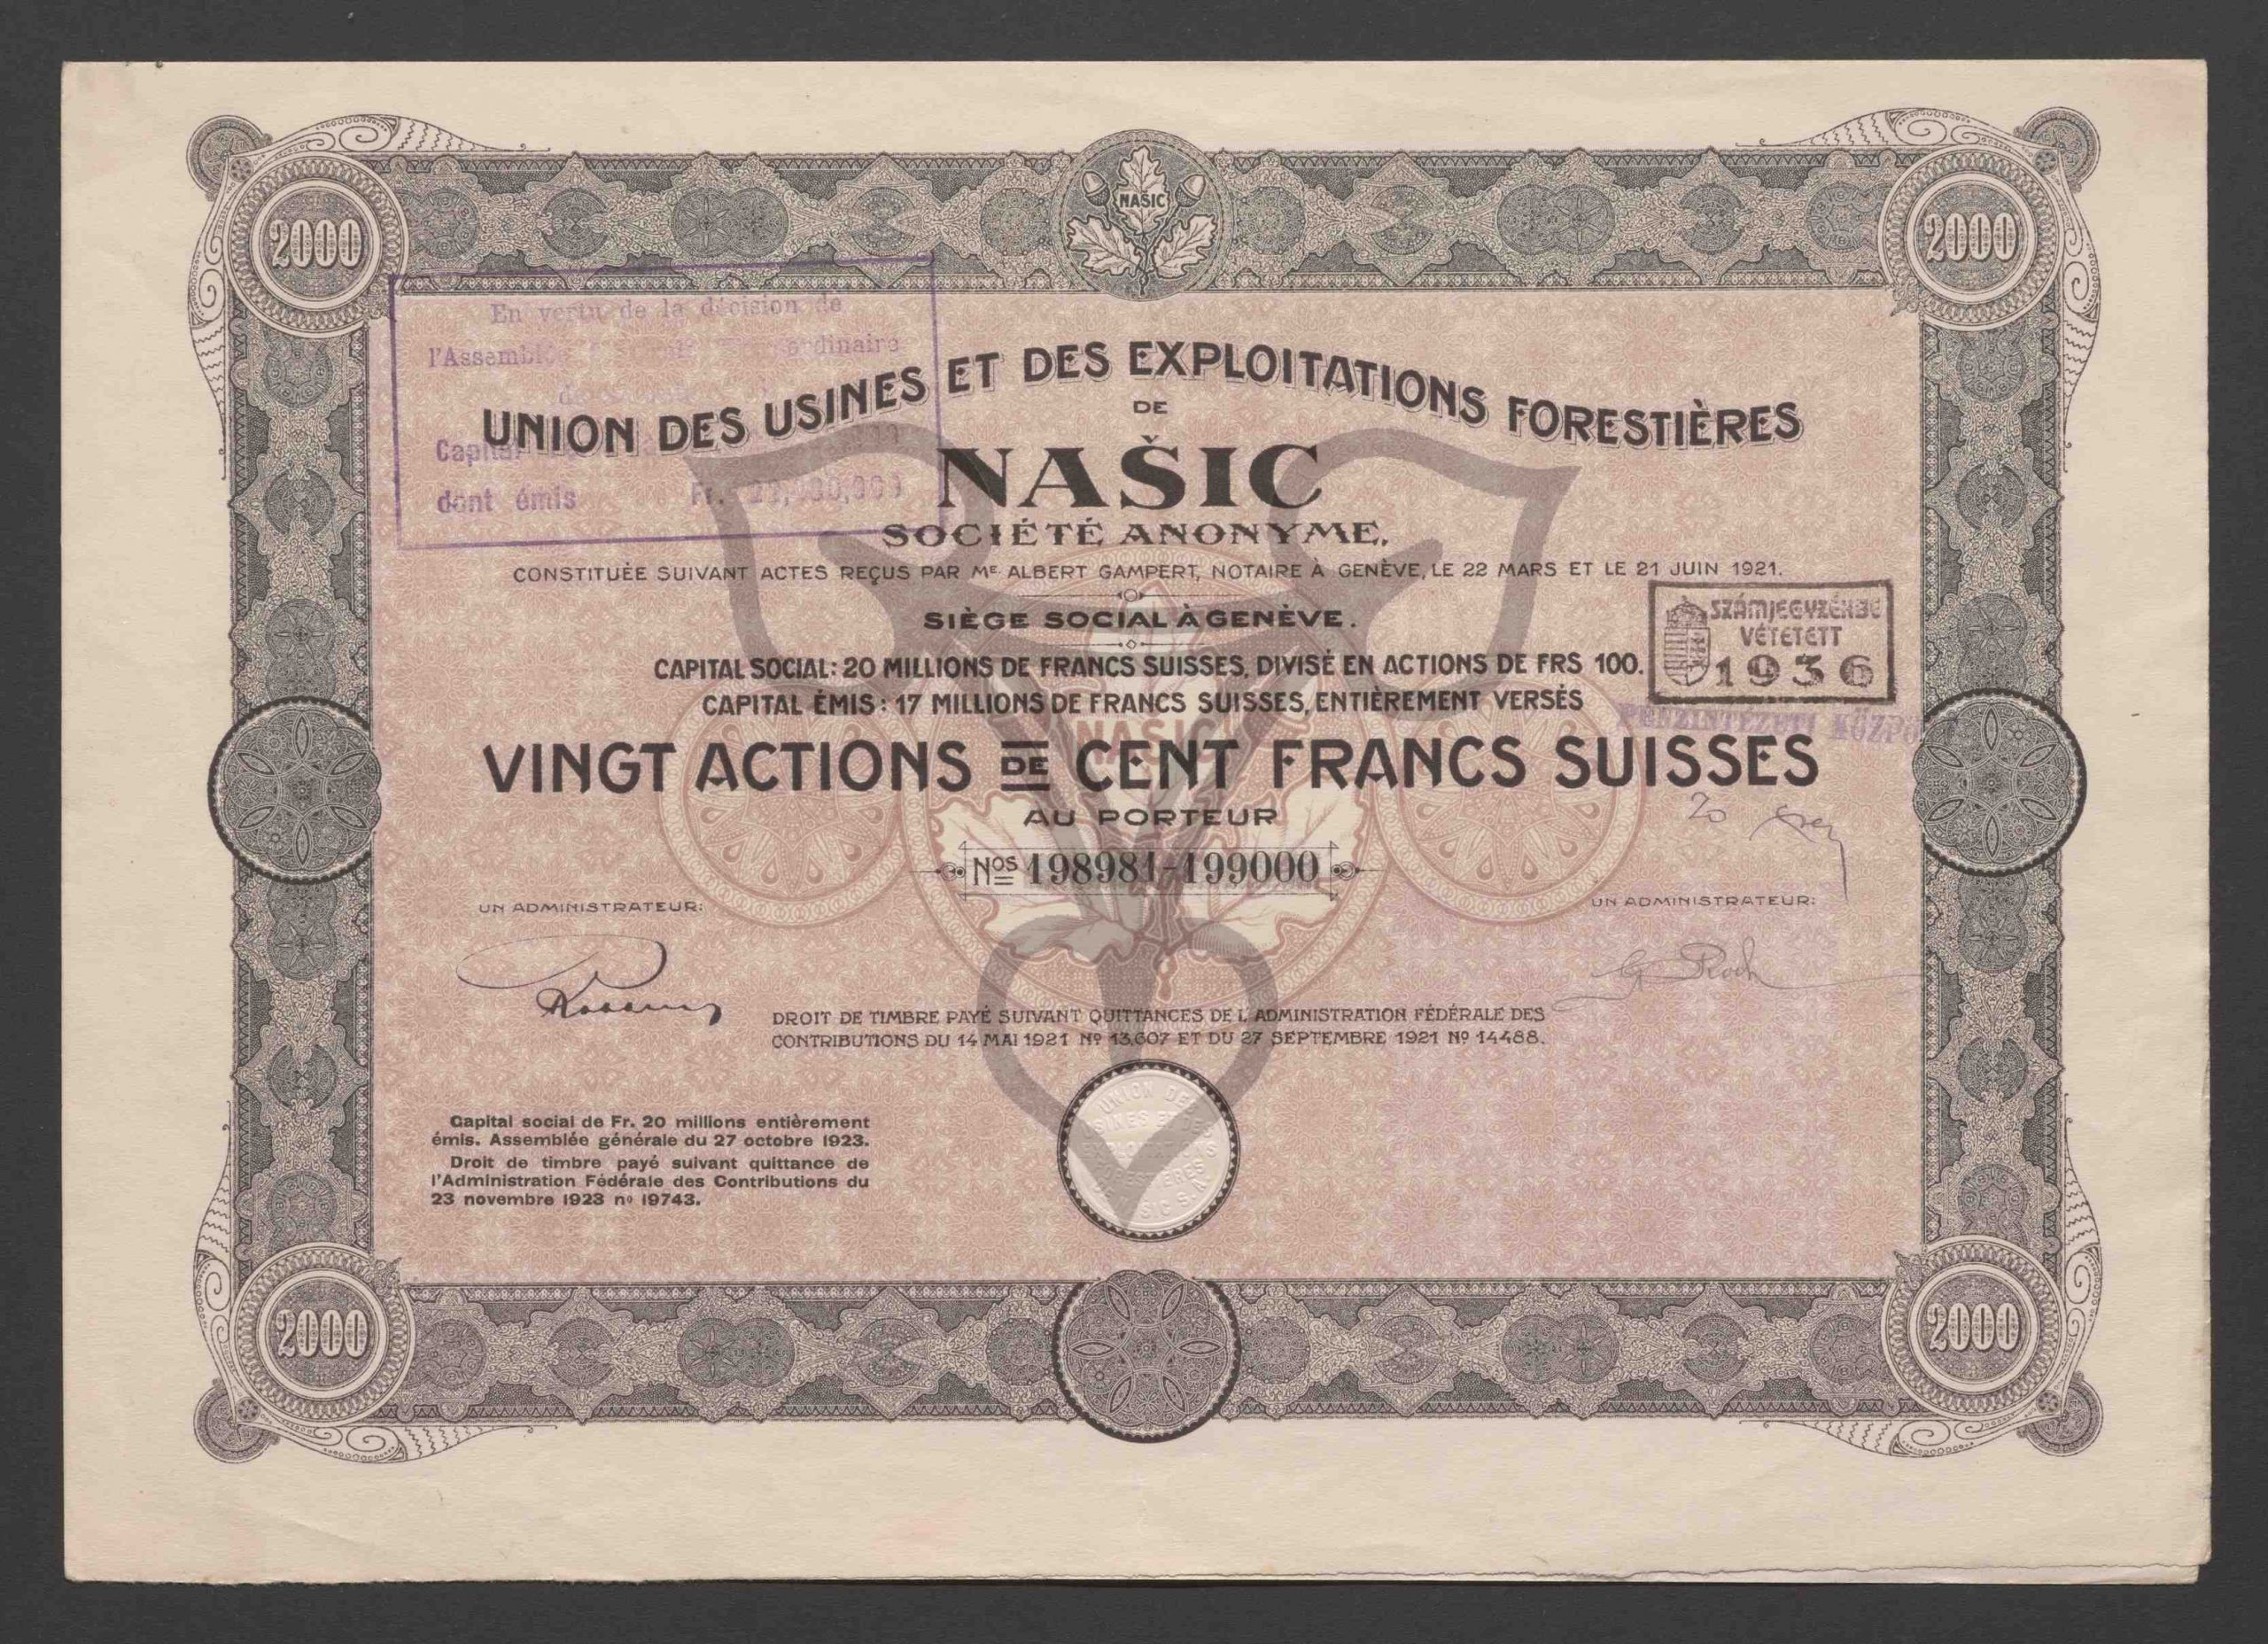 2000
NAŠIC
2000
En vertu de la décision de
l'Assemblée
dont émis Fr.
UNION DES USINES ET DES EXPLOITATIONS FORESTIÈRES
DE
NAŠIC
SOCIÉTÉ ANONYME.
CONSTITUÉE SUIVANT ACTES REÇUS PAR ME ALBERT GAMPERT, NOTAIRE À GENÈVE, LE 22 MARS ET LE 21 JUIN 1921.
SIÈGE SOCIAL À GENÈVE.
SZÁMJEGYZÉKBE
VÉTETETT
1936
CAPITAL SOCIAL: 20 MILLIONS DE FRANCS SUISSES, DIVISÉ EN ACTIONS DE FRS 100.
CAPITAL ÉMIS: 17 MILLIONS DE FRANCS SUISSES, ENTIÈREMENT VERSÉS
NAŠIC
VINGT ACTIONS DE CENT FRANCS SUISSES
AU PORTEUR
20
Nos 198981-199000
UN ADMINISTRATEUR:
UN ADMINISTRATEUR:
DROIT DE TIMBRE PAYÉ SUIVANT QUITTANCES DE L'ADMINISTRATION FÉDÉRALE DES
CONTRIBUTIONS DU 14 MAI 1921 Nº 13,607 ET DU 27 SEPTEMBRE 1921 Nº 14488.
Capital social de Fr. 20 millions entièrement
émis. Assemblée générale du 27 octobre 1923.
Droit de timbre payé suivant quittance de
l'Administration Fédérale des Contributions du
23 novembre 1923 nº 19743.
UNION DES
2000
2000